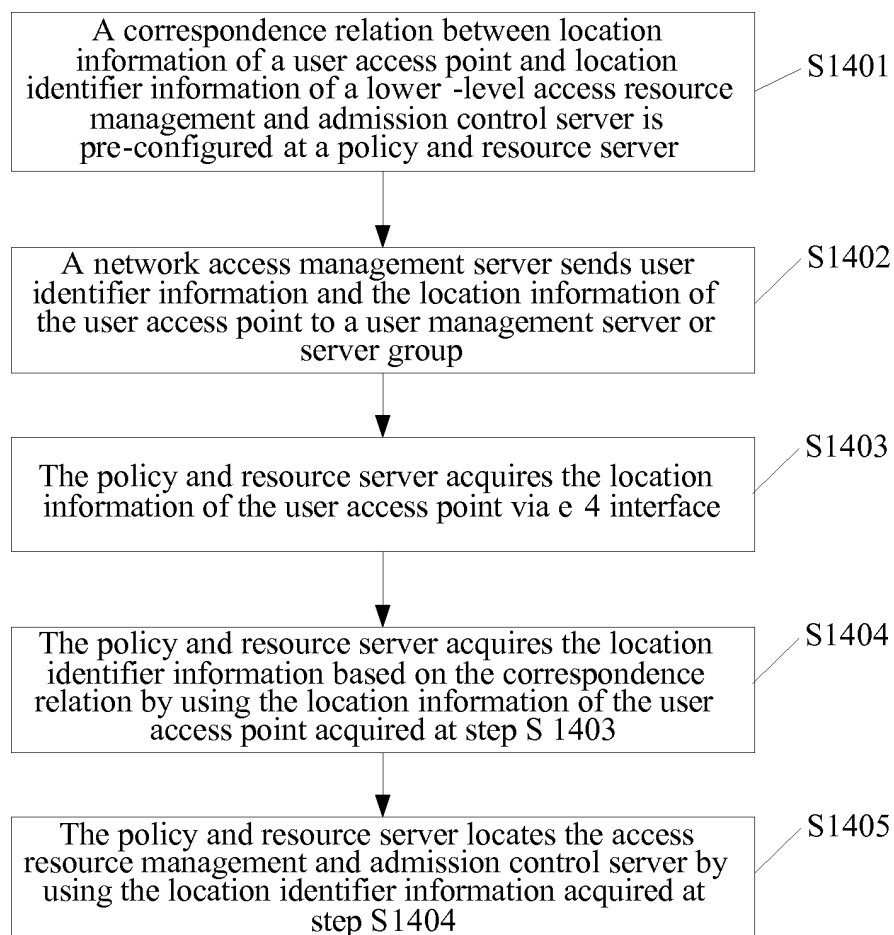 A correspondence relation between location
information of a user access point and location
identifier information of a lower -level access resource
management and admission control server is
pre-configured at a policy and resource server
S1401
A network access management server sends user
identifier information and the location information of
the user access point to a user management server or
server group
S1402
The policy and resource server acquires the location
information of the user access point via e 4 interface
S1403
The policy and resource server acquires the location
identifier information based on the correspondence
relation by using the location information of the user
access point acquired at step S 1403
S1404
The policy and resource server locates the access
resource management and admission control server by
using the location identifier information acquired at
step S1404
S1405